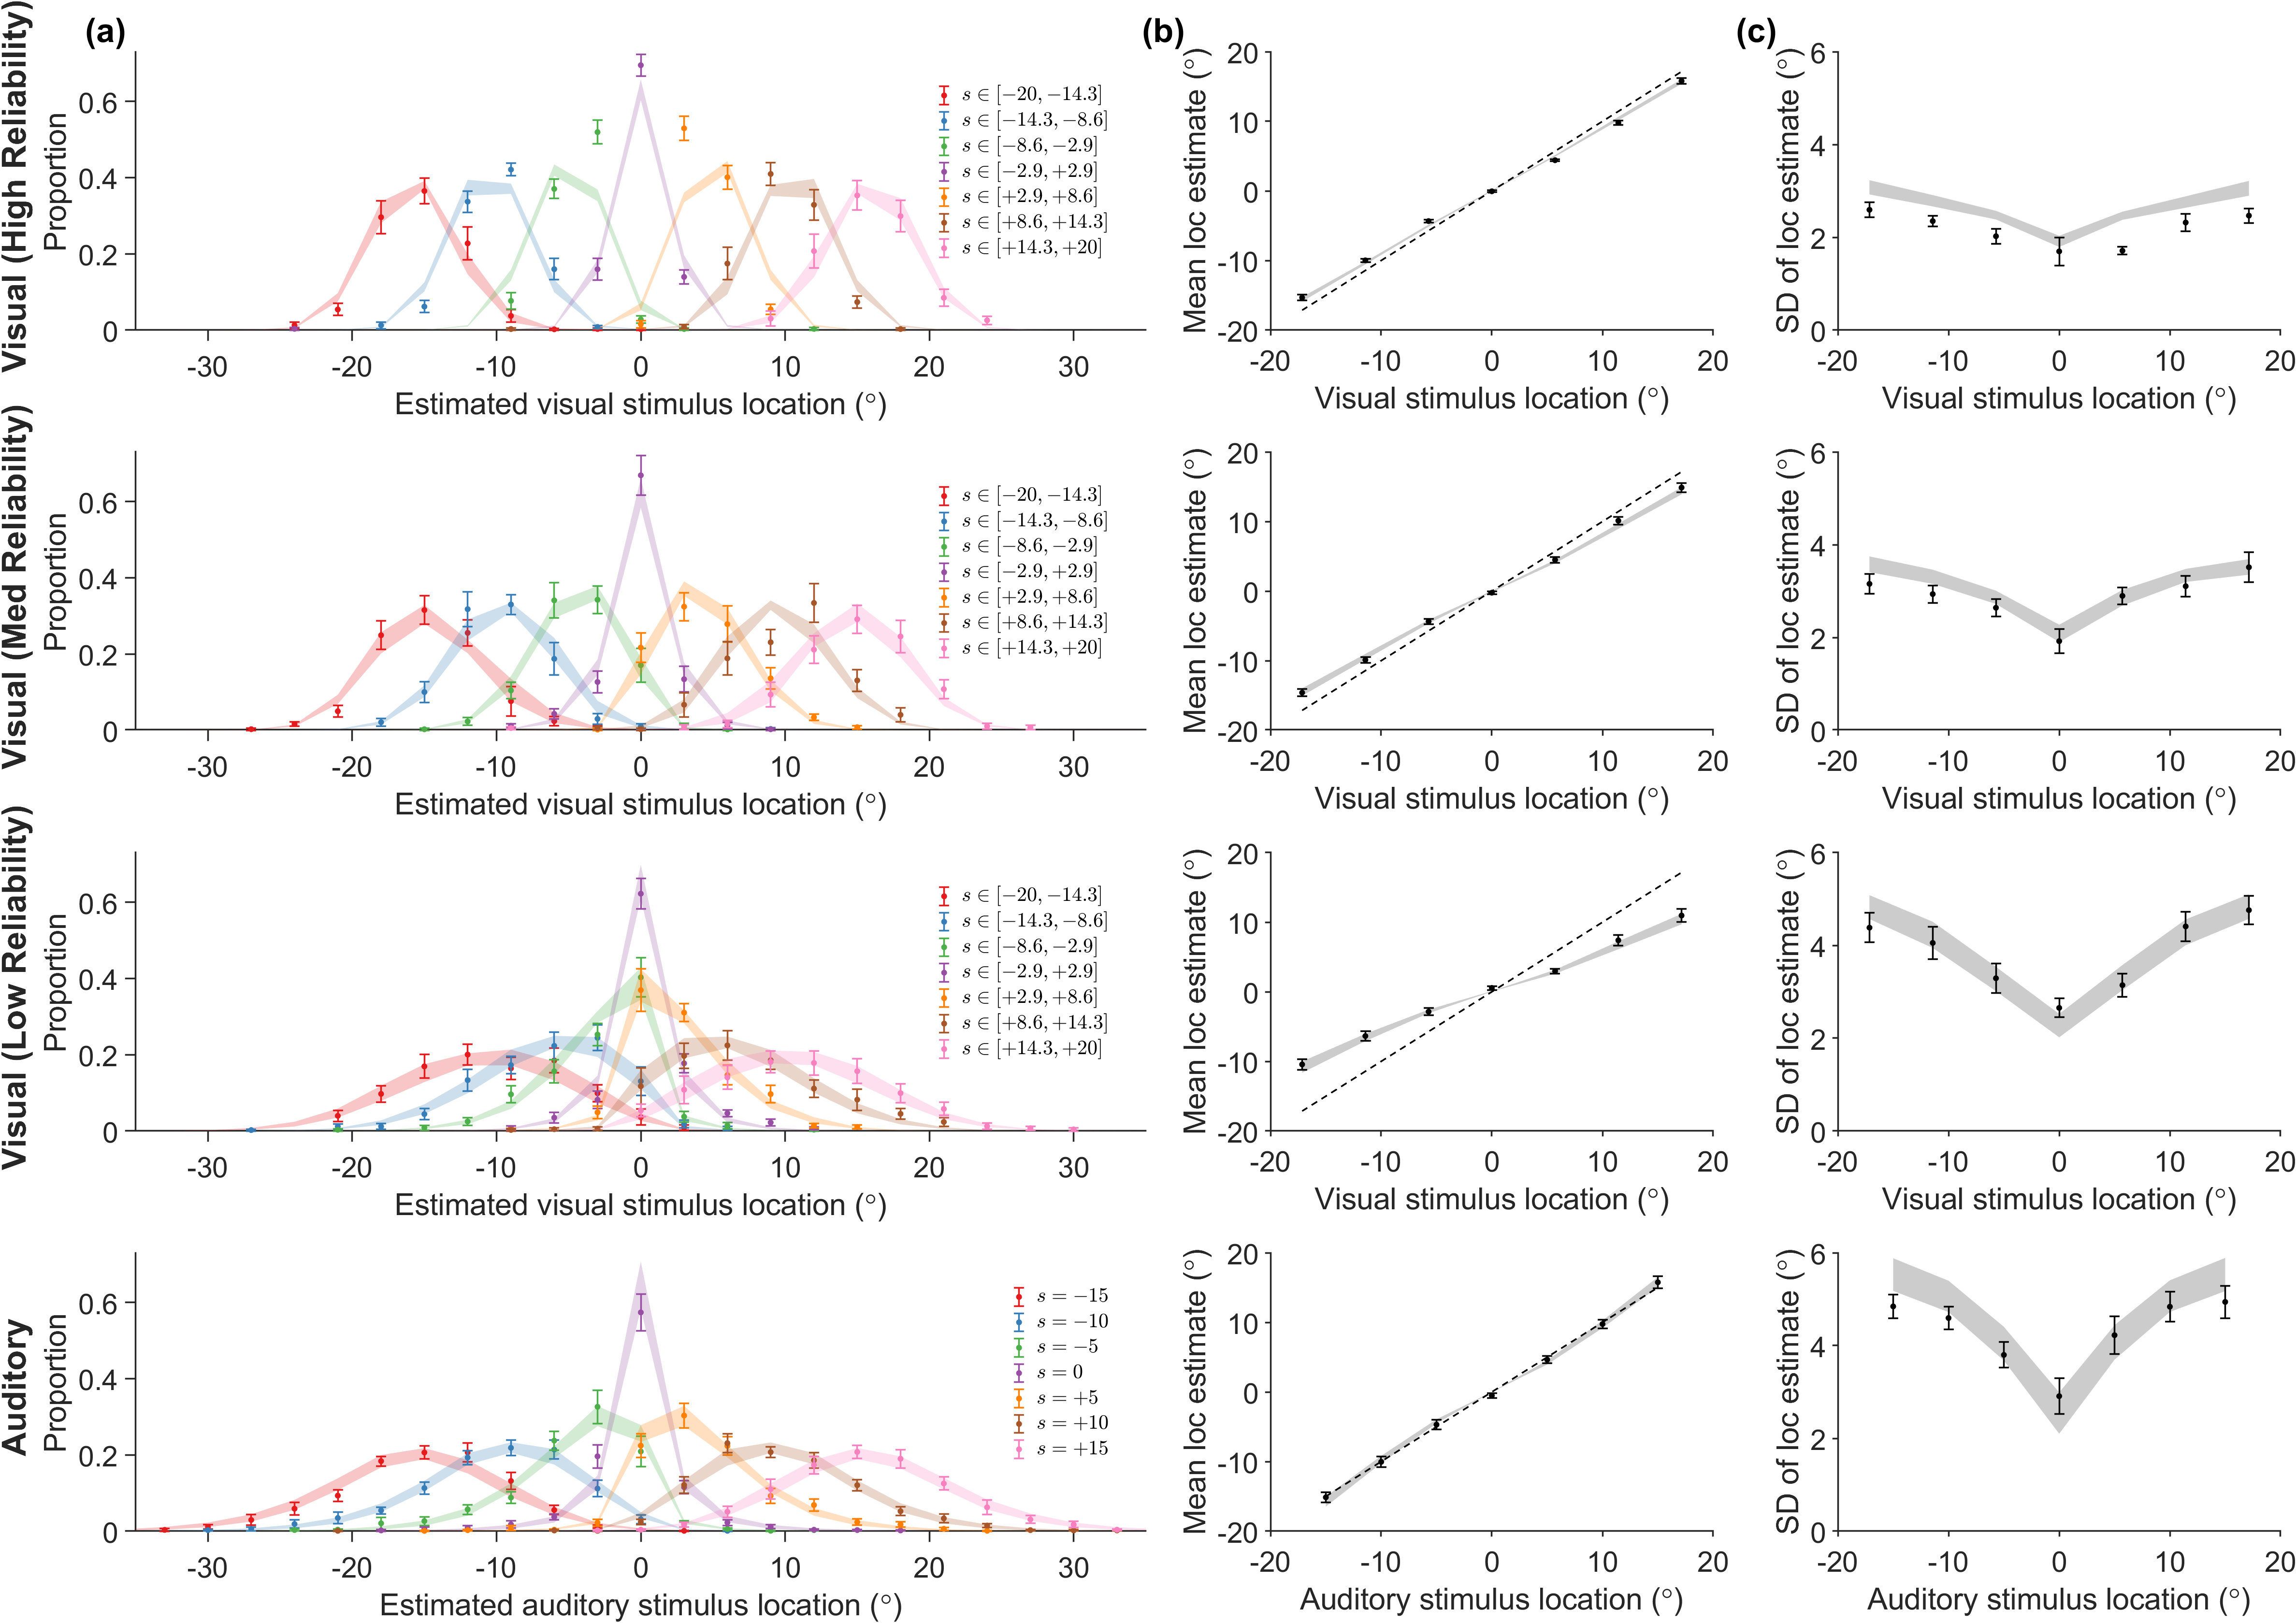 (a)
Visual (High Reliability)
Proportion
0.6
0.4
0.2
0
-30 -20 -10 0 10 20 30
Estimated visual stimulus location (°)
s ∈ [−20, −14.3]
s ∈ [−14.3, −8.6]
s ∈ [−8.6, −2.9]
s ∈ [−2.9, +2.9]
s ∈ [+2.9, +8.6]
s ∈ [+8.6, +14.3]
s ∈ [+14.3, +20]
(b)
Mean loc estimate (°)
20
10
0
-10
-20
-20 -10 0 10 20
Visual stimulus location (°)
(c)
SD of loc estimate (°)
6
4
2
0
-20 -10 0 10 20
Visual stimulus location (°)
Visual (Med Reliability)
Proportion
0.6
0.4
0.2
0
-30 -20 -10 0 10 20 30
Estimated visual stimulus location (°)
s ∈ [−20, −14.3]
s ∈ [−14.3, −8.6]
s ∈ [−8.6, −2.9]
s ∈ [−2.9, +2.9]
s ∈ [+2.9, +8.6]
s ∈ [+8.6, +14.3]
s ∈ [+14.3, +20]
Mean loc estimate (°)
20
10
0
-10
-20
-20 -10 0 10 20
Visual stimulus location (°)
SD of loc estimate (°)
6
4
2
0
-20 -10 0 10 20
Visual stimulus location (°)
Visual (Low Reliability)
Proportion
0.6
0.4
0.2
0
-30 -20 -10 0 10 20 30
Estimated visual stimulus location (°)
s ∈ [−20, −14.3]
s ∈ [−14.3, −8.6]
s ∈ [−8.6, −2.9]
s ∈ [−2.9, +2.9]
s ∈ [+2.9, +8.6]
s ∈ [+8.6, +14.3]
s ∈ [+14.3, +20]
Mean loc estimate (°)
20
10
0
-10
-20
-20 -10 0 10 20
Visual stimulus location (°)
SD of loc estimate (°)
6
4
2
0
-20 -10 0 10 20
Visual stimulus location (°)
Auditory
Proportion
0.6
0.4
0.2
0
-30 -20 -10 0 10 20 30
Estimated auditory stimulus location (°)
s = −15
s = −10
s = −5
s = 0
s = +5
s = +10
s = +15
Mean loc estimate (°)
20
10
0
-10
-20
-20 -10 0 10 20
Auditory stimulus location (°)
SD of loc estimate (°)
6
4
2
0
-20 -10 0 10 20
Auditory stimulus location (°)